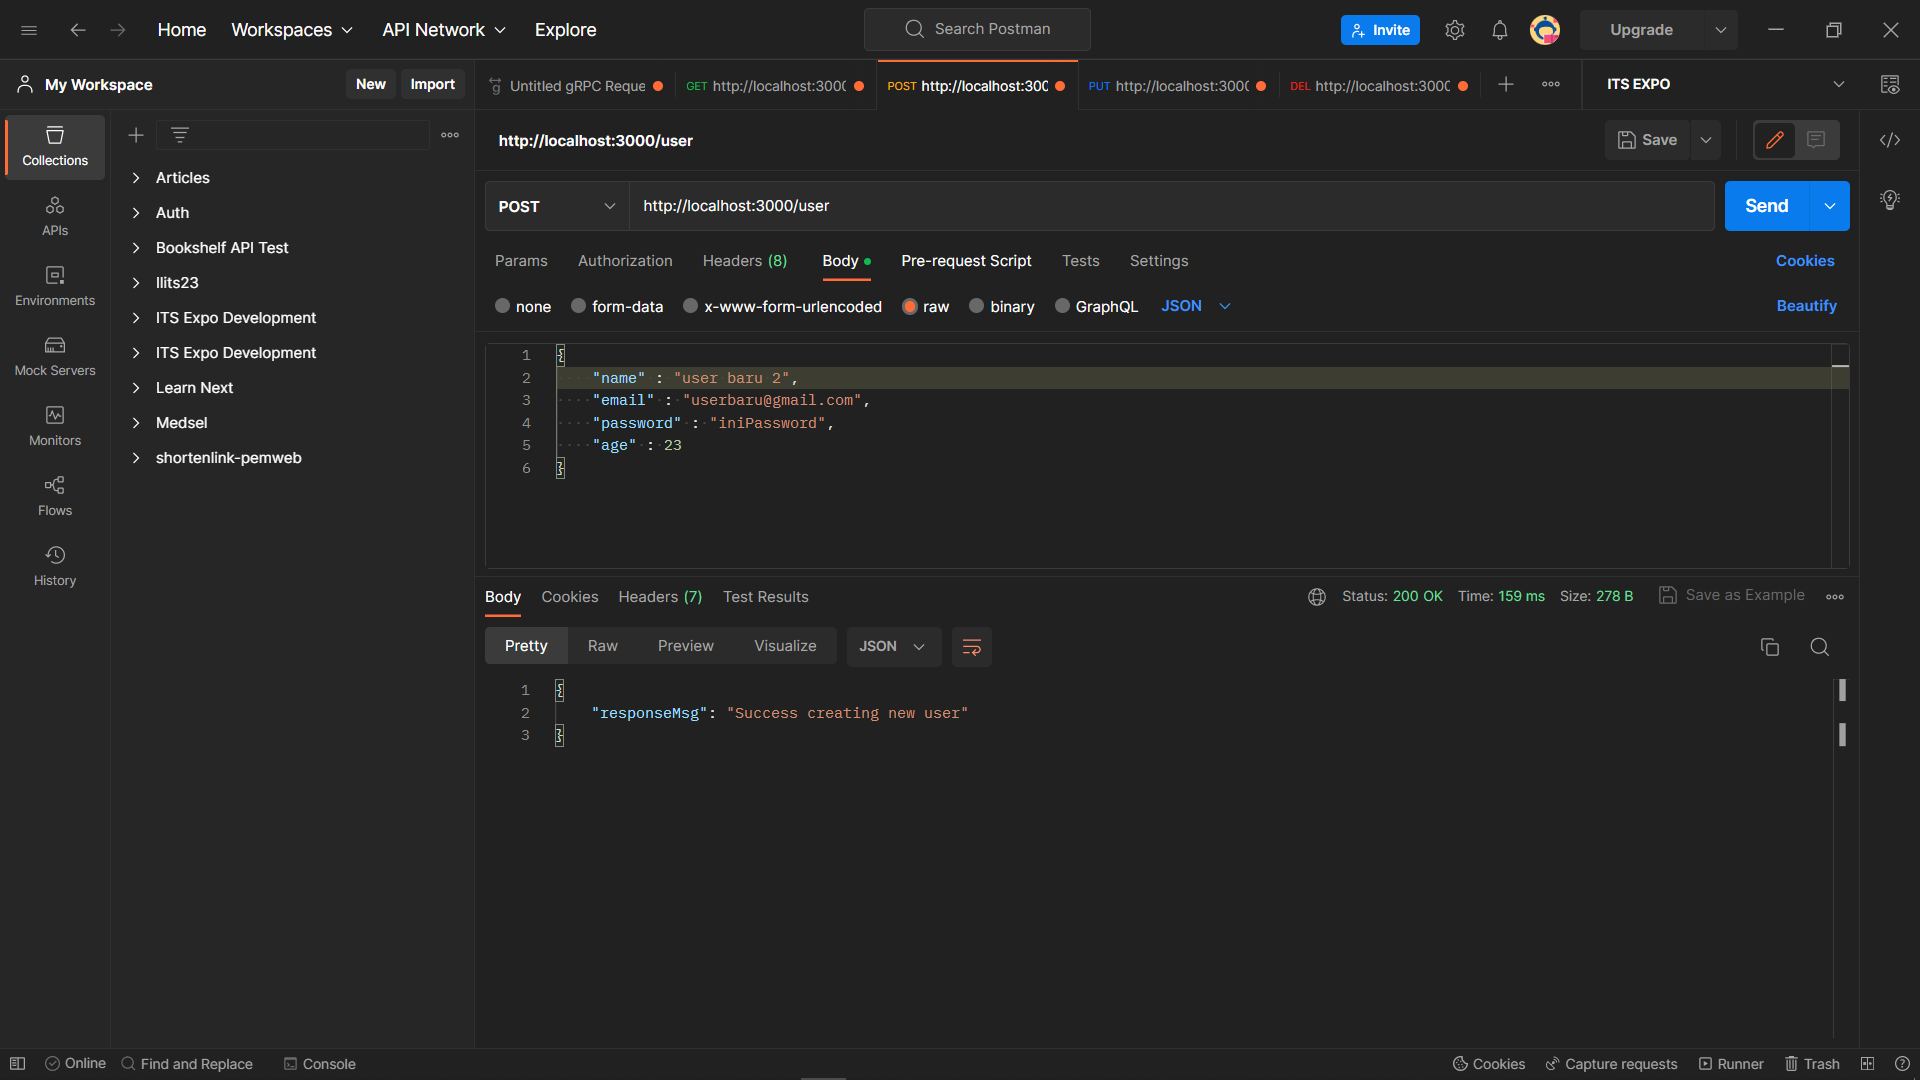 Home Workspaces API Network Explore Search Postman Invite Upgrade
My Workspace New Import Untitled gRPC Reque GET http://localhost:3000 POST http://localhost:300 PUT http://localhost:3000 DEL http://localhost:3000 ITS EXPO
Collections
APIs
Environments
Mock Servers
Monitors
Flows
History
Articles
Auth
Bookshelf API Test
Ilits23
ITS Expo Development
ITS Expo Development
Learn Next
Medsel
shortenlink-pemweb
http://localhost:3000/user Save
POST http://localhost:3000/user Send
Params Authorization Headers (8) Body Pre-request Script Tests Settings Cookies
none form-data x-www-form-urlencoded raw binary GraphQL JSON Beautify
1 {
2 "name" : "user baru 2",
3 "email" : "userbaru@gmail.com",
4 "password" : "iniPassword",
5 "age" : 23
6 }
Body Cookies Headers (7) Test Results Status: 200 OK Time: 159 ms Size: 278 B Save as Example
Pretty Raw Preview Visualize JSON
1 {
2 "responseMsg": "Success creating new user"
3 }
Online Find and Replace Console Cookies Capture requests Runner Trash